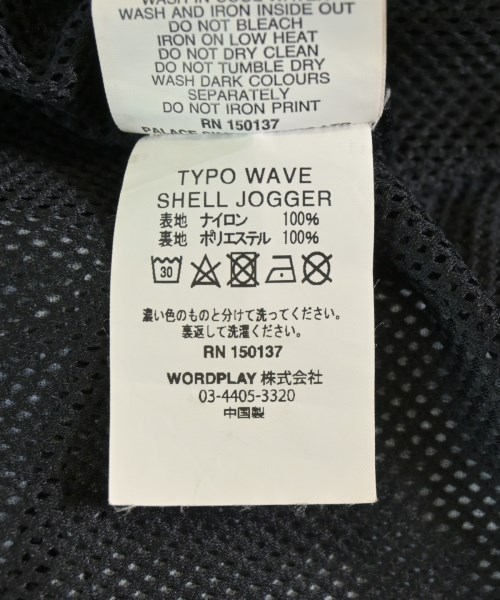 WASH AND IRON INSIDE OUT
DO NOT BLEACH
IRON ON LOW HEAT
DO NOT DRY CLEAN
DO NOT TUMBLE DRY
WASH DARK COLOURS
SEPARATELY
DO NOT IRON PRINT
RN 150137
PALACE
TYPO WAVE
SHELL JOGGER
表地 ナイロン 100%
裏地 ポリエステル 100%
30
濃い色のものと分けて洗ってください。
裏返して洗濯ください。
RN 150137
WORDPLAY 株式会社
03-4405-3320
中国製